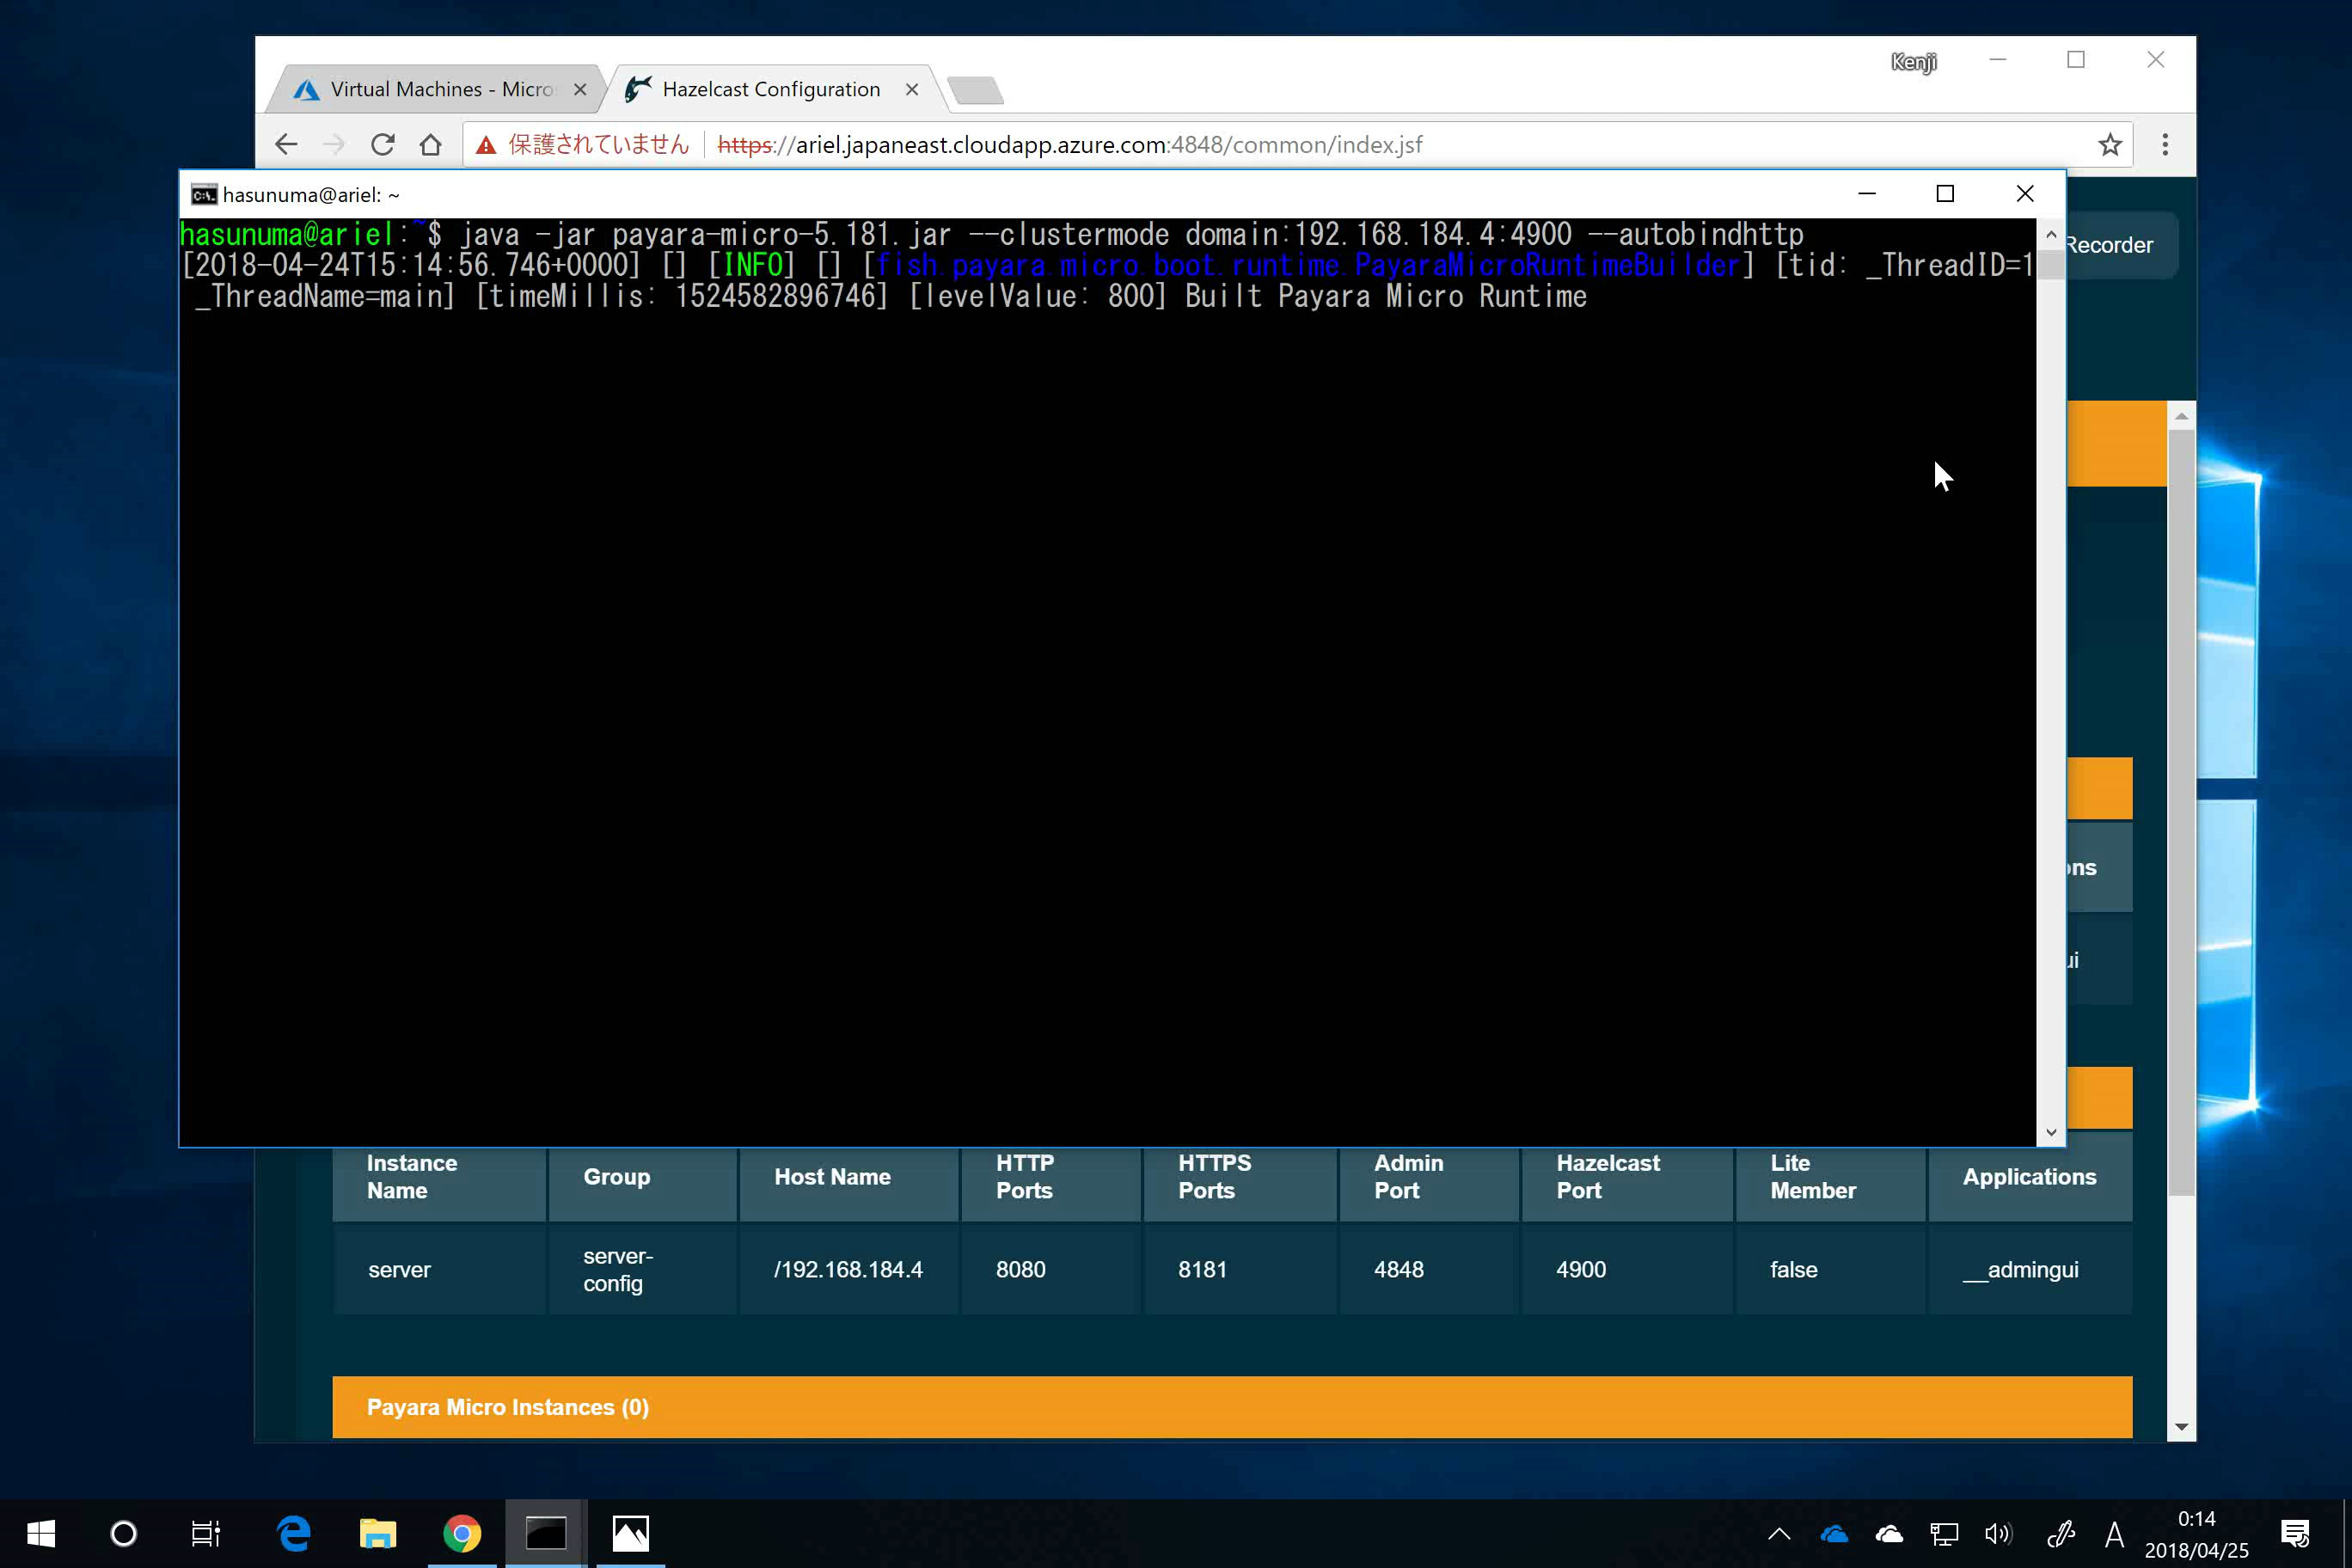 Kenji
Virtual Machines - Micro
Hazelcast Configuration
保護されていません
https://ariel.japaneast.cloudapp.azure.com:4848/common/index.jsf
hasunuma@ariel: ~
Recorder
hasunuma@ariel:~$ java -jar payara-micro-5.181.jar --clustermode domain:192.168.184.4:4900 --autobindhttp
[2018-04-24T15:14:56.746+0000] [] [INFO] [] [fish.payara.micro.boot.runtime.PayaraMicroRuntimeBuilder] [tid: _ThreadID=1
_ThreadName=main] [timeMillis: 1524582896746] [levelValue: 800] Built Payara Micro Runtime
ons
ui
Instance Name Group Host Name HTTP Ports HTTPS Ports Admin Port Hazelcast Port Lite Member Applications
server server-config /192.168.184.4 8080 8181 4848 4900 false __admingui
Payara Micro Instances (0)
A
0:14
2018/04/25